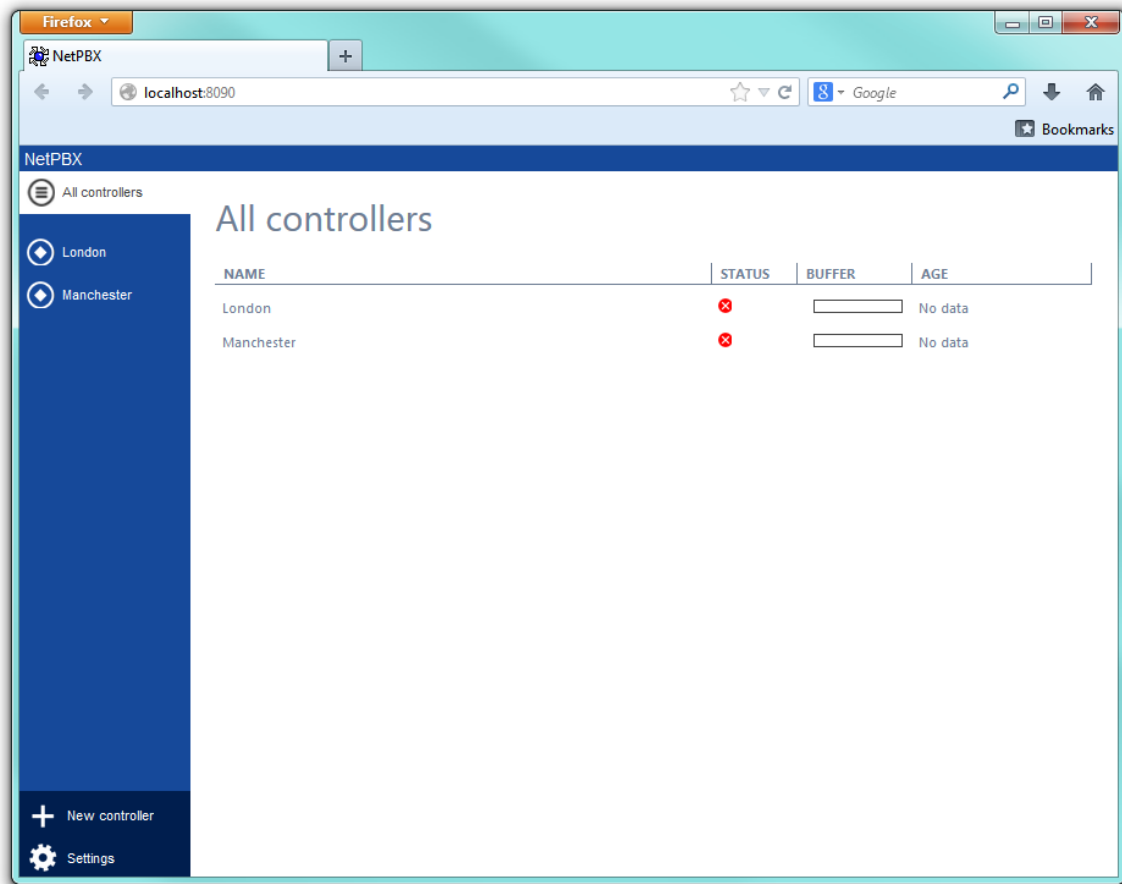 Firefox
NetPBX
localhost:8090
8 Google
Bookmarks
NetPBX
All controllers
London
Manchester
All controllers
NAME STATUS BUFFER AGE
London No data
Manchester No data
New controller
Settings